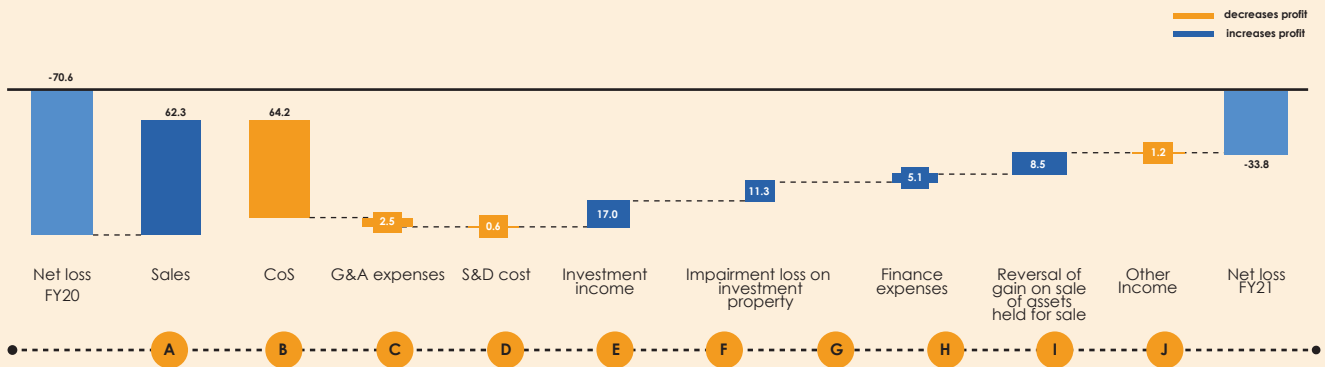 decreases profit
increases profit
-70.6
62.3
64.2
2.5
0.6
17.0
11.3
5.1
8.5
1.2
-33.8
Net loss
FY20
Sales
CoS
G&A expenses
S&D cost
Investment
income
Impairment loss on
investment
property
Finance
expenses
Reversal of
gain on sale
of assets
held for sale
Other
Income
Net loss
FY21
A
B
C
D
E
F
G
H
I
J